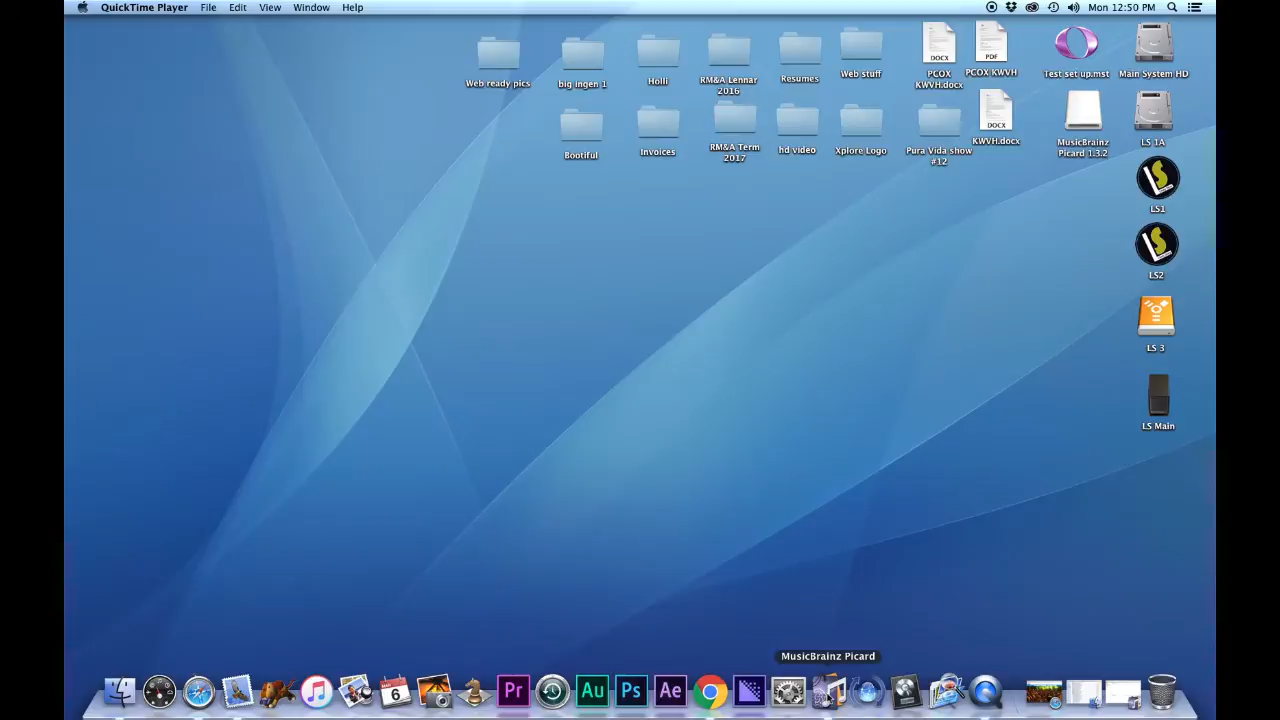 QuickTime Player File Edit View Window Help Mon 12:50 PM
Web ready pics
big ingen 1
Holli
RM&A Lennar
2016
Resumes
Web stuff
DOCX
PCOX
KWVH.docx
PDF
PCOX KWVH
Test set up.mst
Main System HD
Bootiful
Invoices
RM&A Term
2017
hd video
Xplore Logo
Pura Vida show
#12
DOCX
KWVH.docx
MusicBrainz
Picard 1.3.2
LS 1A
LS1
LS2
LS 3
LS Main
MusicBrainz Picard
6
Pr
Au
Ps
Ae